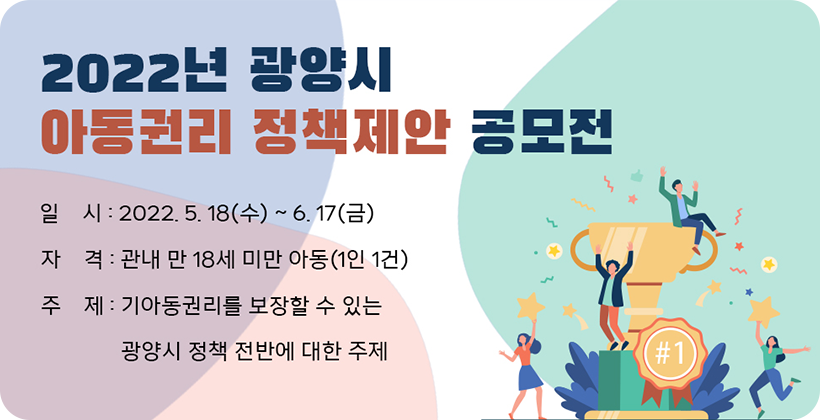 2022년 광양시
아동권리 정책제안 공모전
일 시 : 2022. 5. 18(수) ~ 6. 17(금)
자 격 : 관내 만 18세 미만 아동(1인 1건)
주 제 : 기아동권리를 보장할 수 있는
광양시 정책 전반에 대한 주제
#1